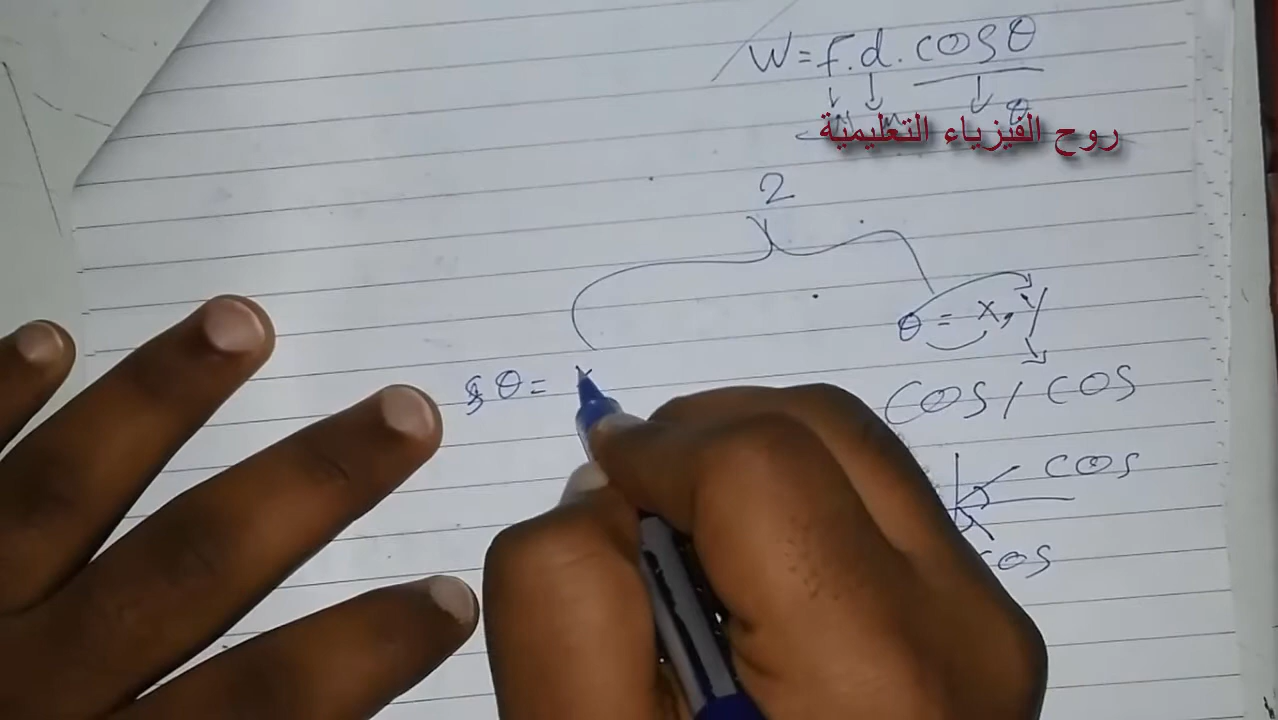 W = f.d. cosθ
θ
روح الفيزياء التعليمية
2
θ = x, y
θ = x
cos / cos
cos
cos